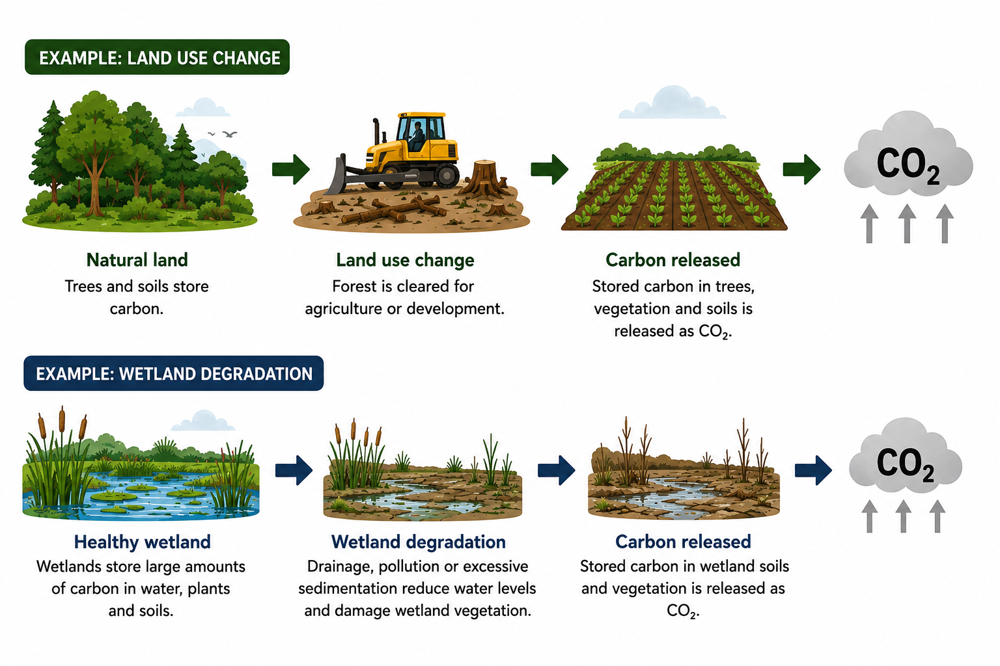 EXAMPLE: LAND USE CHANGE
CO₂
Natural land
Trees and soils store
carbon.
Land use change
Forest is cleared for
agriculture or development.
Carbon released
Stored carbon in trees,
vegetation and soils is
released as CO₂.
EXAMPLE: WETLAND DEGRADATION
CO₂
Healthy wetland
Wetlands store large amounts
of carbon in water, plants
and soils.
Wetland degradation
Drainage, pollution or excessive
sedimentation reduce water levels
and damage wetland vegetation.
Carbon released
Stored carbon in wetland soils
and vegetation is released as
CO₂.